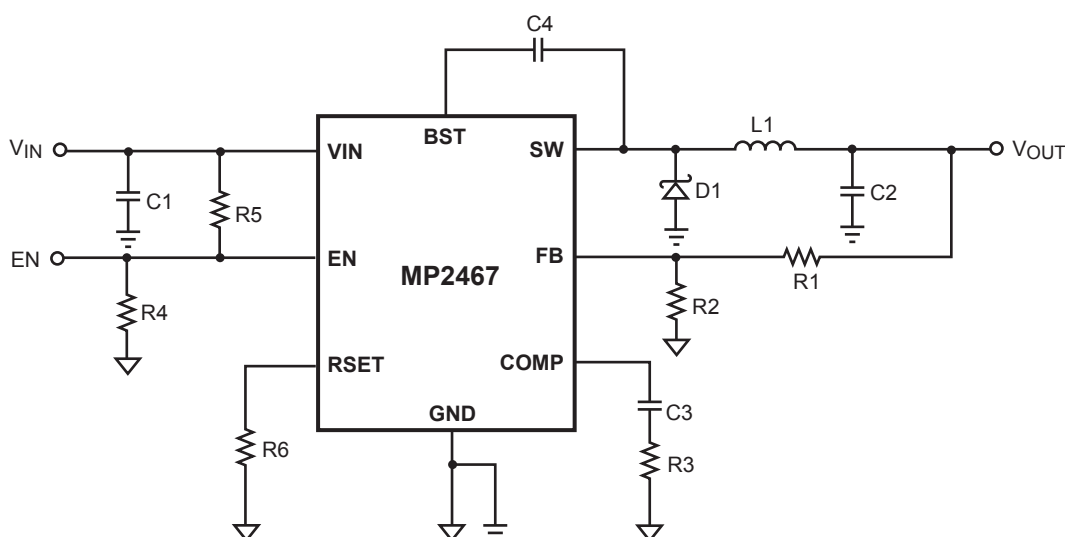 C4
VIN
BST
VIN
SW
L1
VOUT
C1
R5
D1
C2
EN
EN
FB
MP2467
R1
R4
R2
RSET
COMP
GND
C3
R6
R3